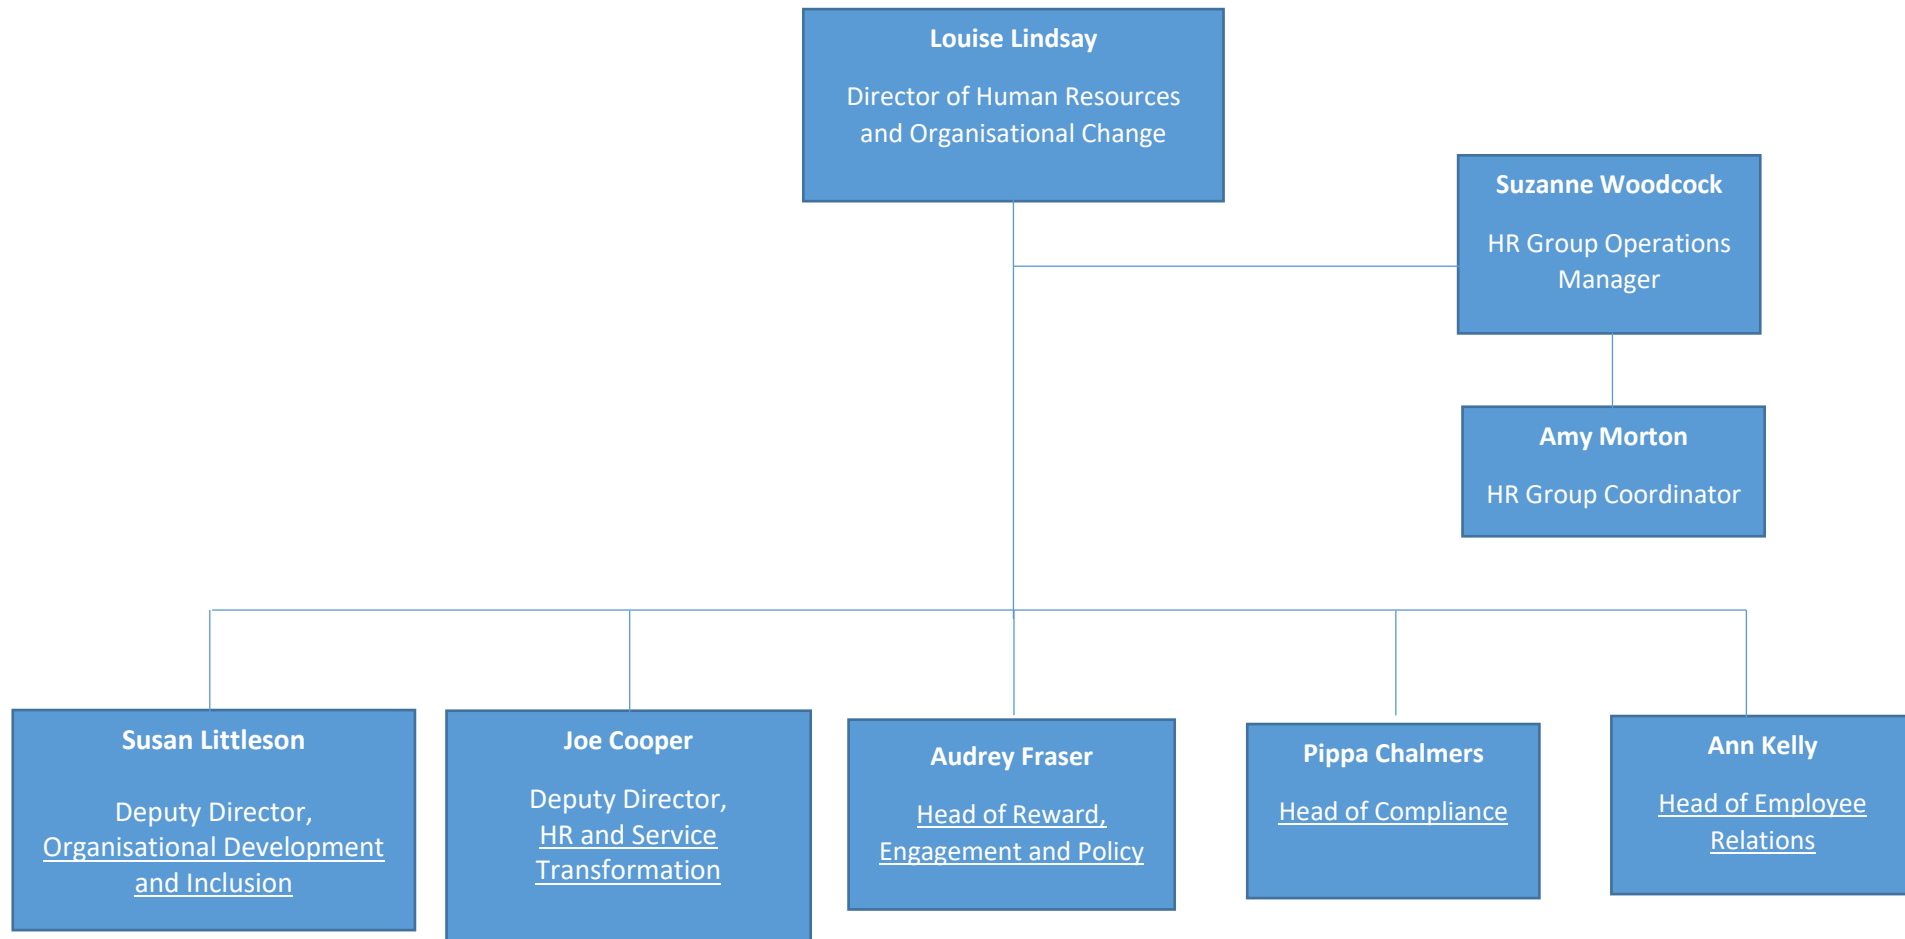 Louise Lindsay
Director of Human Resources
and Organisational Change
Suzanne Woodcock
HR Group Operations
Manager
Amy Morton
HR Group Coordinator
Susan Littleson
Deputy Director,
Organisational Development
and Inclusion
Joe Cooper
Deputy Director,
HR and Service
Transformation
Audrey Fraser
Head of Reward,
Engagement and Policy
Pippa Chalmers
Head of Compliance
Ann Kelly
Head of Employee
Relations